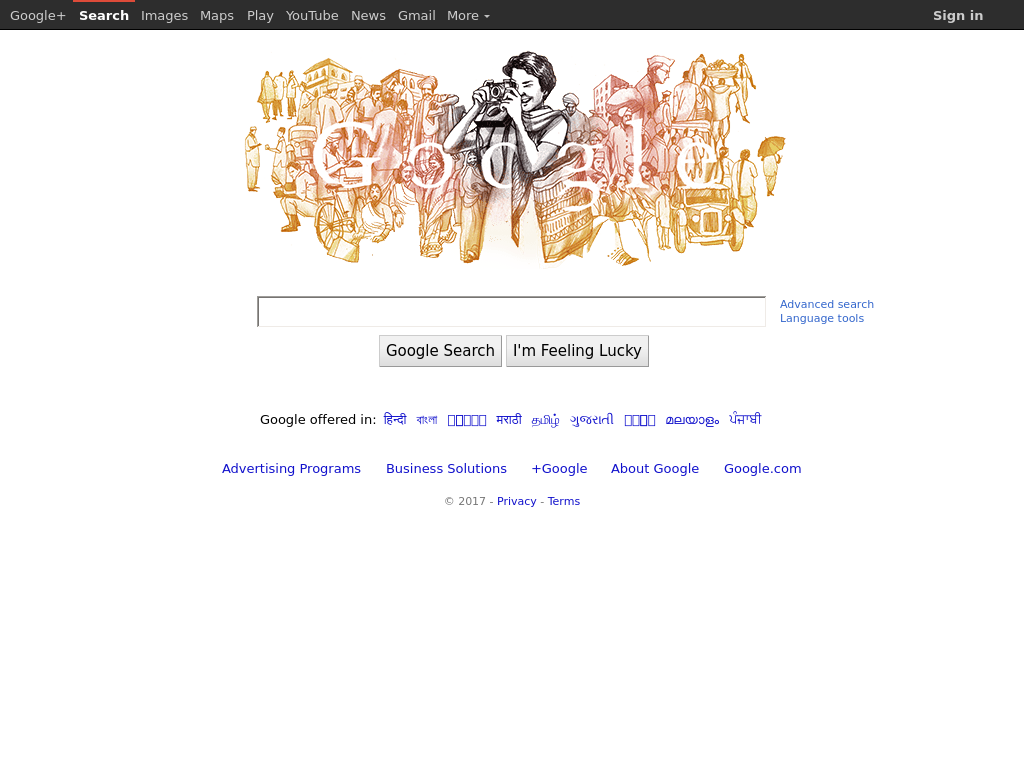 Google+ Search Images Maps Play YouTube News Gmail More Sign in
Google
Advanced search
Language tools
Google Search I'm Feeling Lucky
Google offered in: हिन्दी বাংলা मराठी தமிழ் ગુજરાતી മലയാളം ਪੰਜਾਬੀ
Advertising Programs Business Solutions +Google About Google Google.com
© 2017 - Privacy - Terms